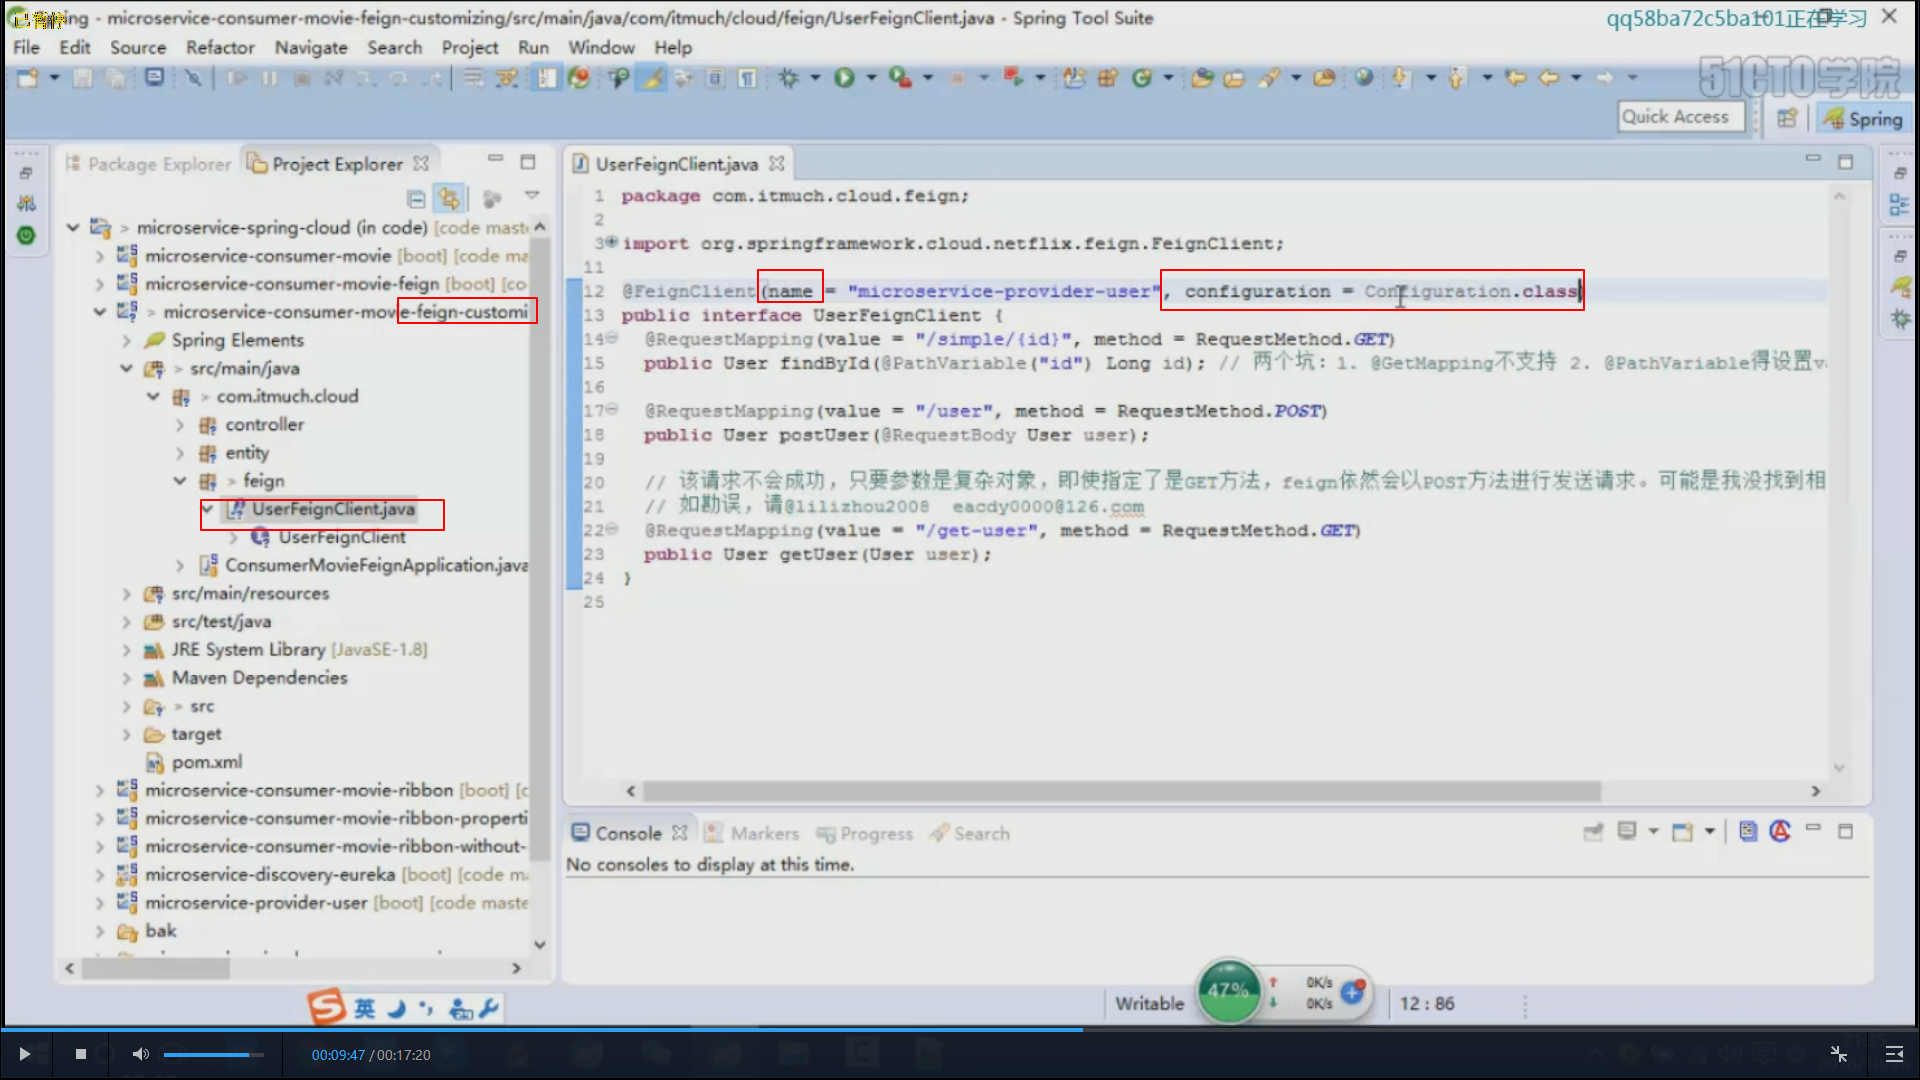 已暂停
ing - microservice-consumer-movie-feign-customizing/src/main/java/com/itmuch/cloud/feign/UserFeignClient.java - Spring Tool Suite
qq58ba72c5ba101正在学习
File Edit Source Refactor Navigate Search Project Run Window Help
51CTO学院
Quick Access
Spring
Package Explorer
Project Explorer
microservice-spring-cloud (in code) [code mast
microservice-consumer-movie [boot] [code ma
microservice-consumer-movie-feign [boot] [co
> microservice-consumer-movie-feign-customi
Spring Elements
> src/main/java
> com.itmuch.cloud
controller
entity
> feign
UserFeignClient.java
UserFeignClient
ConsumerMovieFeignApplication.java
src/main/resources
src/test/java
JRE System Library [JavaSE-1.8]
Maven Dependencies
> src
target
pom.xml
microservice-consumer-movie-ribbon [boot] [c
microservice-consumer-movie-ribbon-properti
microservice-consumer-movie-ribbon-without-
microservice-discovery-eureka [boot] [code m
microservice-provider-user [boot] [code maste
bak
UserFeignClient.java
1 package com.itmuch.cloud.feign;
2
3 import org.springframework.cloud.netflix.feign.FeignClient;
11
12 @FeignClient(name = "microservice-provider-user", configuration = Configuration.class
13 public interface UserFeignClient {
14 @RequestMapping(value = "/simple/{id}", method = RequestMethod.GET)
15 public User findById(@PathVariable("id") Long id); // 两个坑：1. @GetMapping不支持 2. @PathVariable得设置v
16
17 @RequestMapping(value = "/user", method = RequestMethod.POST)
18 public User postUser(@RequestBody User user);
19
20 // 该请求不会成功，只要参数是复杂对象，即使指定了是GET方法，feign依然会以POST方法进行发送请求。可能是我没找到相
21 // 如勘误，请@lilizhou2008 eacdy0000@126.com
22 @RequestMapping(value = "/get-user", method = RequestMethod.GET)
23 public User getUser(User user);
24 }
25
Console Markers Progress Search
No consoles to display at this time.
英
Writable
47%
0K/s
0K/s
12 : 86
00:09:47 / 00:17:20